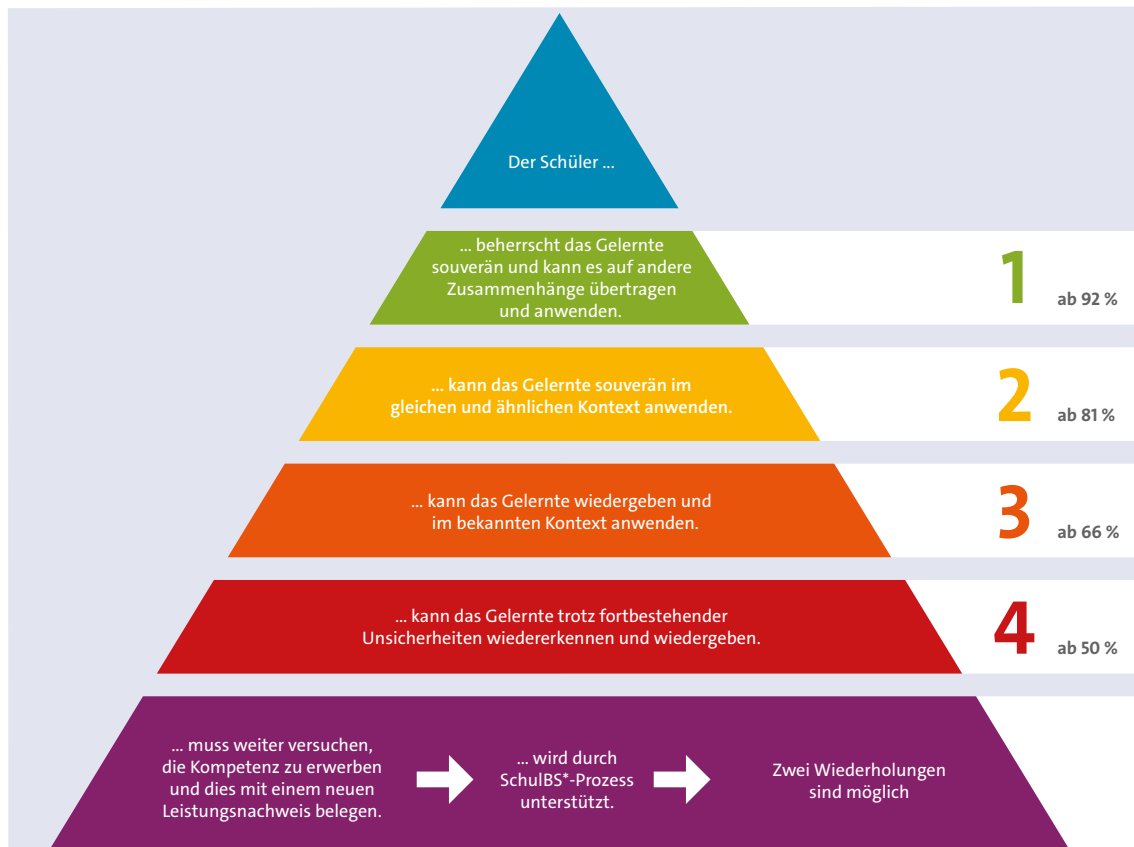 Der Schüler ...
... beherrscht das Gelernte
souverän und kann es auf andere
Zusammenhänge übertragen
und anwenden.
1
ab 92 %
... kann das Gelernte souverän im
gleichen und ähnlichen Kontext anwenden.
2
ab 81 %
... kann das Gelernte wiedergeben und
im bekannten Kontext anwenden.
3
ab 66 %
... kann das Gelernte trotz fortbestehender
Unsicherheiten wiedererkennen und wiedergeben.
4
ab 50 %
... muss weiter versuchen,
die Kompetenz zu erwerben
und dies mit einem neuen
Leistungsnachweis belegen.
... wird durch
SchulBS*-Prozess
unterstützt.
Zwei Wiederholungen
sind möglich